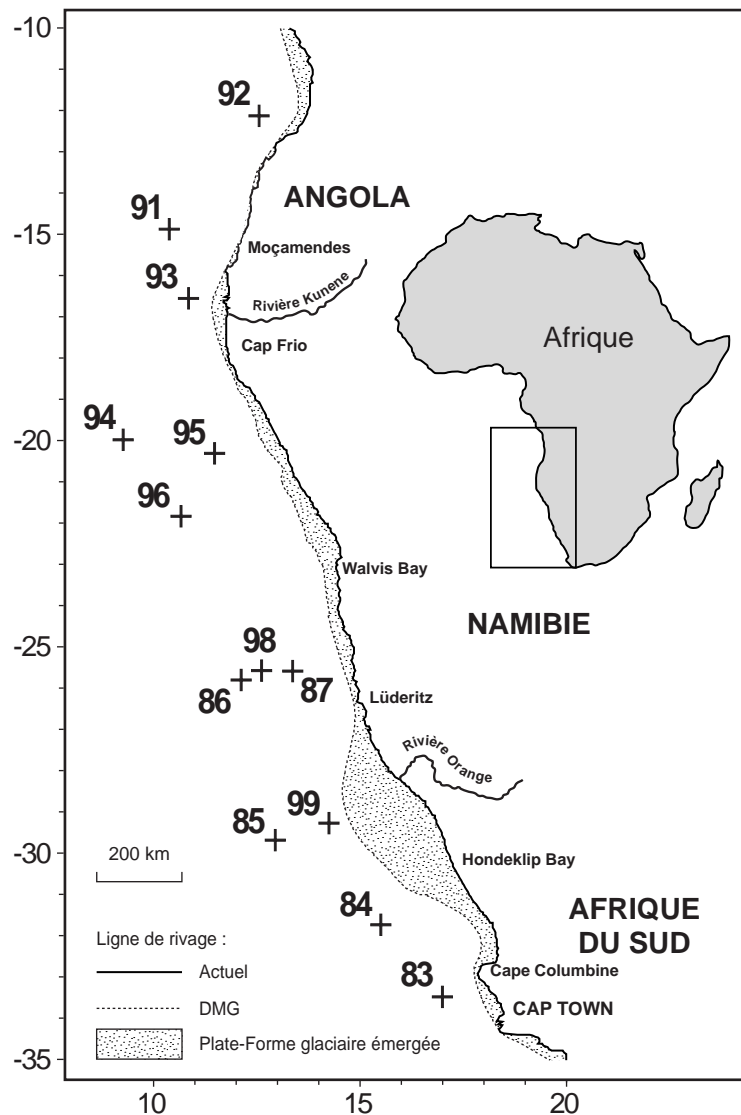 -10
92
ANGOLA
91
-15
Moçamendes
93
Rivière Kunene
Cap Frio
Afrique
94
95
-20
96
Walvis Bay
NAMIBIE
-25
98
86
87
Lüderitz
Rivière Orange
99
85
-30
200 km
Hondeklip Bay
84
AFRIQUE
DU SUD
Ligne de rivage :
Actuel
83
Cape Columbine
DMG
CAP TOWN
Plate-Forme glaciaire émergée
-35
10
15
20